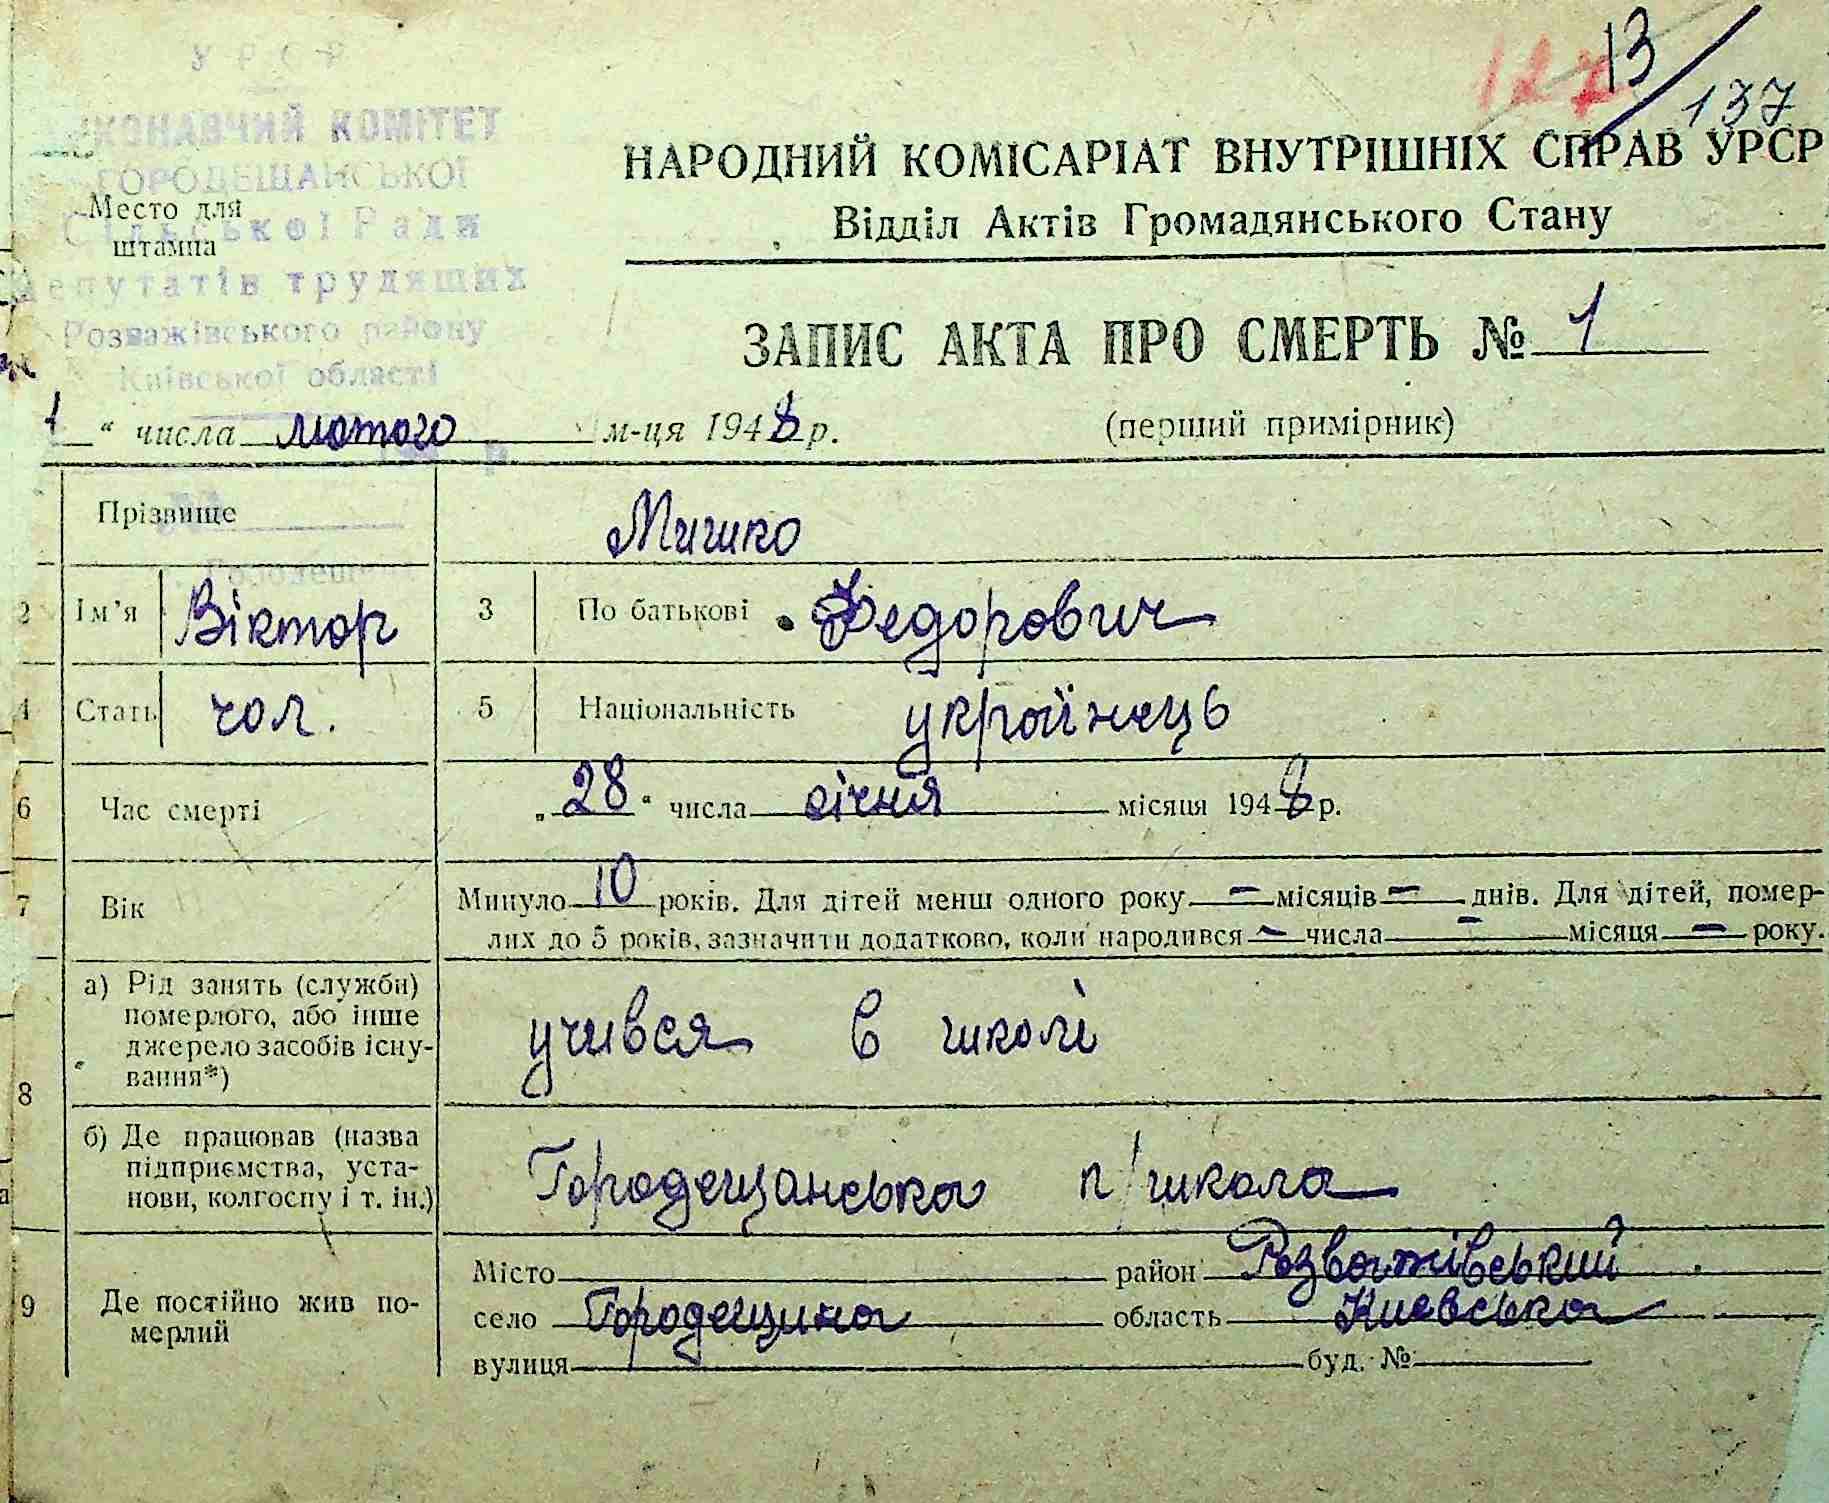 УРСР
ВИКОНАВЧИЙ КОМІТЕТ
ГОРОДЕЩАНСЬКОЇ
Сільської Ради
Депутатів трудящих
Розважівського району
Київської області
Место для
штампа
13
137
НАРОДНИЙ КОМІСАРІАТ ВНУТРІШНІХ СПРАВ УРСР
Відділ Актів Громадянського Стану
ЗАПИС АКТА ПРО СМЕРТЬ № 1
1 " числа лютого м-ця 1948 р.
(перший примірник)
Прізвище Мишко
2 Ім'я Віктор 3 По батькові Федорович
4 Стать чол. 5 Національність українець
6 Час смерті „ 28 " числа січня місяця 1948 р.
7 Вік Минуло 10 років. Для дітей менш одного року — місяців — днів. Для дітей, помер-
лих до 5 років, зазначити додатково, коли народився — числа — місяця — року.
8 а) Рід занять (служби)
померлого, або інше
джерело засобів існу-
вання*)
учився в школі
б) Де працював (назва
підприємства, уста-
нови, колгоспу і т. ін.)
Городещанська п/школа
9 Де постійно жив по-
мерлий
Місто район Розважівський
село Городещина область Киевська
вулиця буд. №